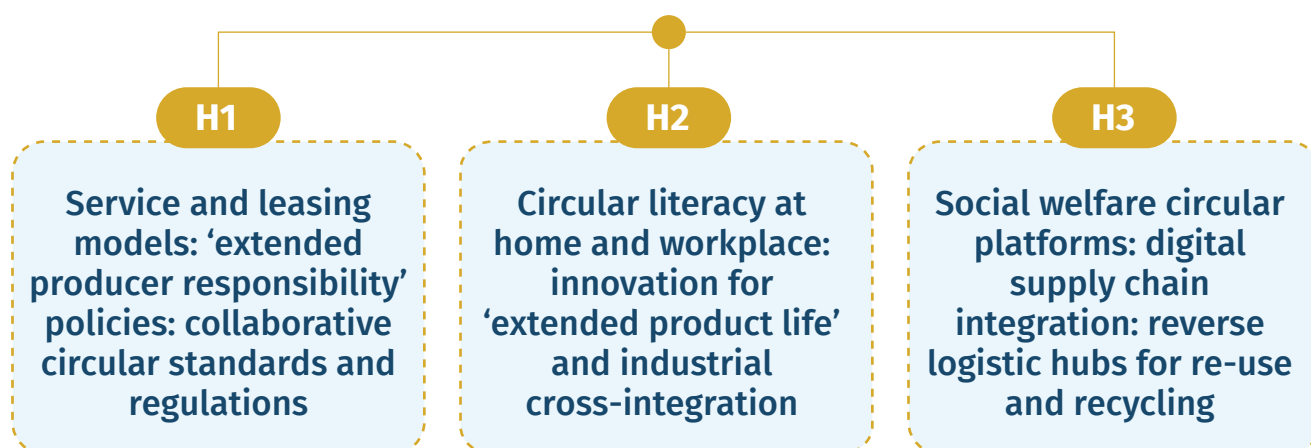 H1
Service and leasing
models: ‘extended
producer responsibility’
policies: collaborative
circular standards and
regulations
H2
Circular literacy at
home and workplace:
innovation for
‘extended product life’
and industrial
cross-integration
H3
Social welfare circular
platforms: digital
supply chain
integration: reverse
logistic hubs for re-use
and recycling